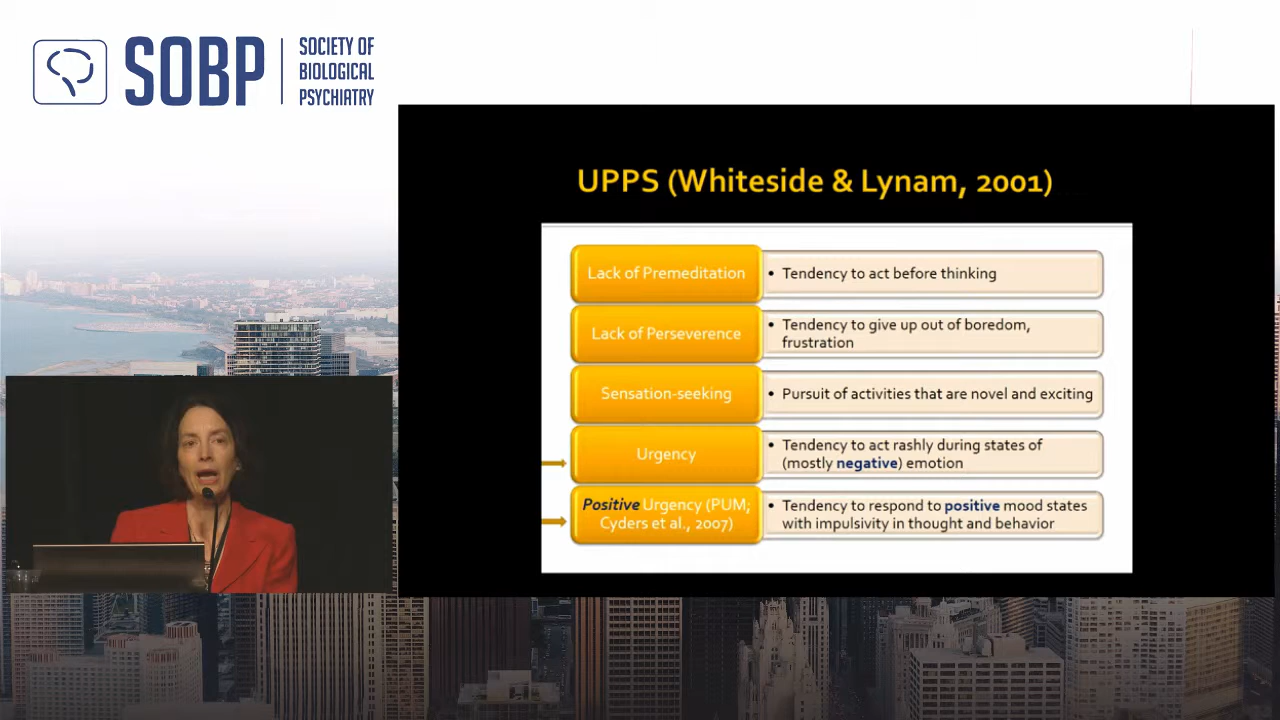 SOBP
SOCIETY OF
BIOLOGICAL
PSYCHIATRY
UPPS (Whiteside & Lynam, 2001)
Lack of Premeditation
• Tendency to act before thinking
Lack of Perseverence
• Tendency to give up out of boredom,
frustration
Sensation-seeking
• Pursuit of activities that are novel and exciting
Urgency
• Tendency to act rashly during states of
(mostly negative) emotion
Positive Urgency (PUM;
Cyders et al., 2007)
• Tendency to respond to positive mood states
with impulsivity in thought and behavior